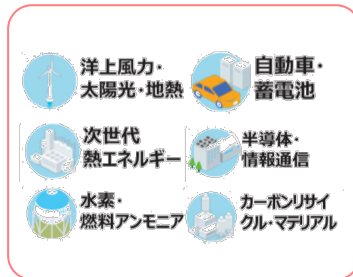 洋上風力・
太陽光・地熱
自動車・
蓄電池
次世代
熱エネルギー
半導体・
情報通信
水素・
燃料アンモニア
カーボンリサイ
クル・マテリアル